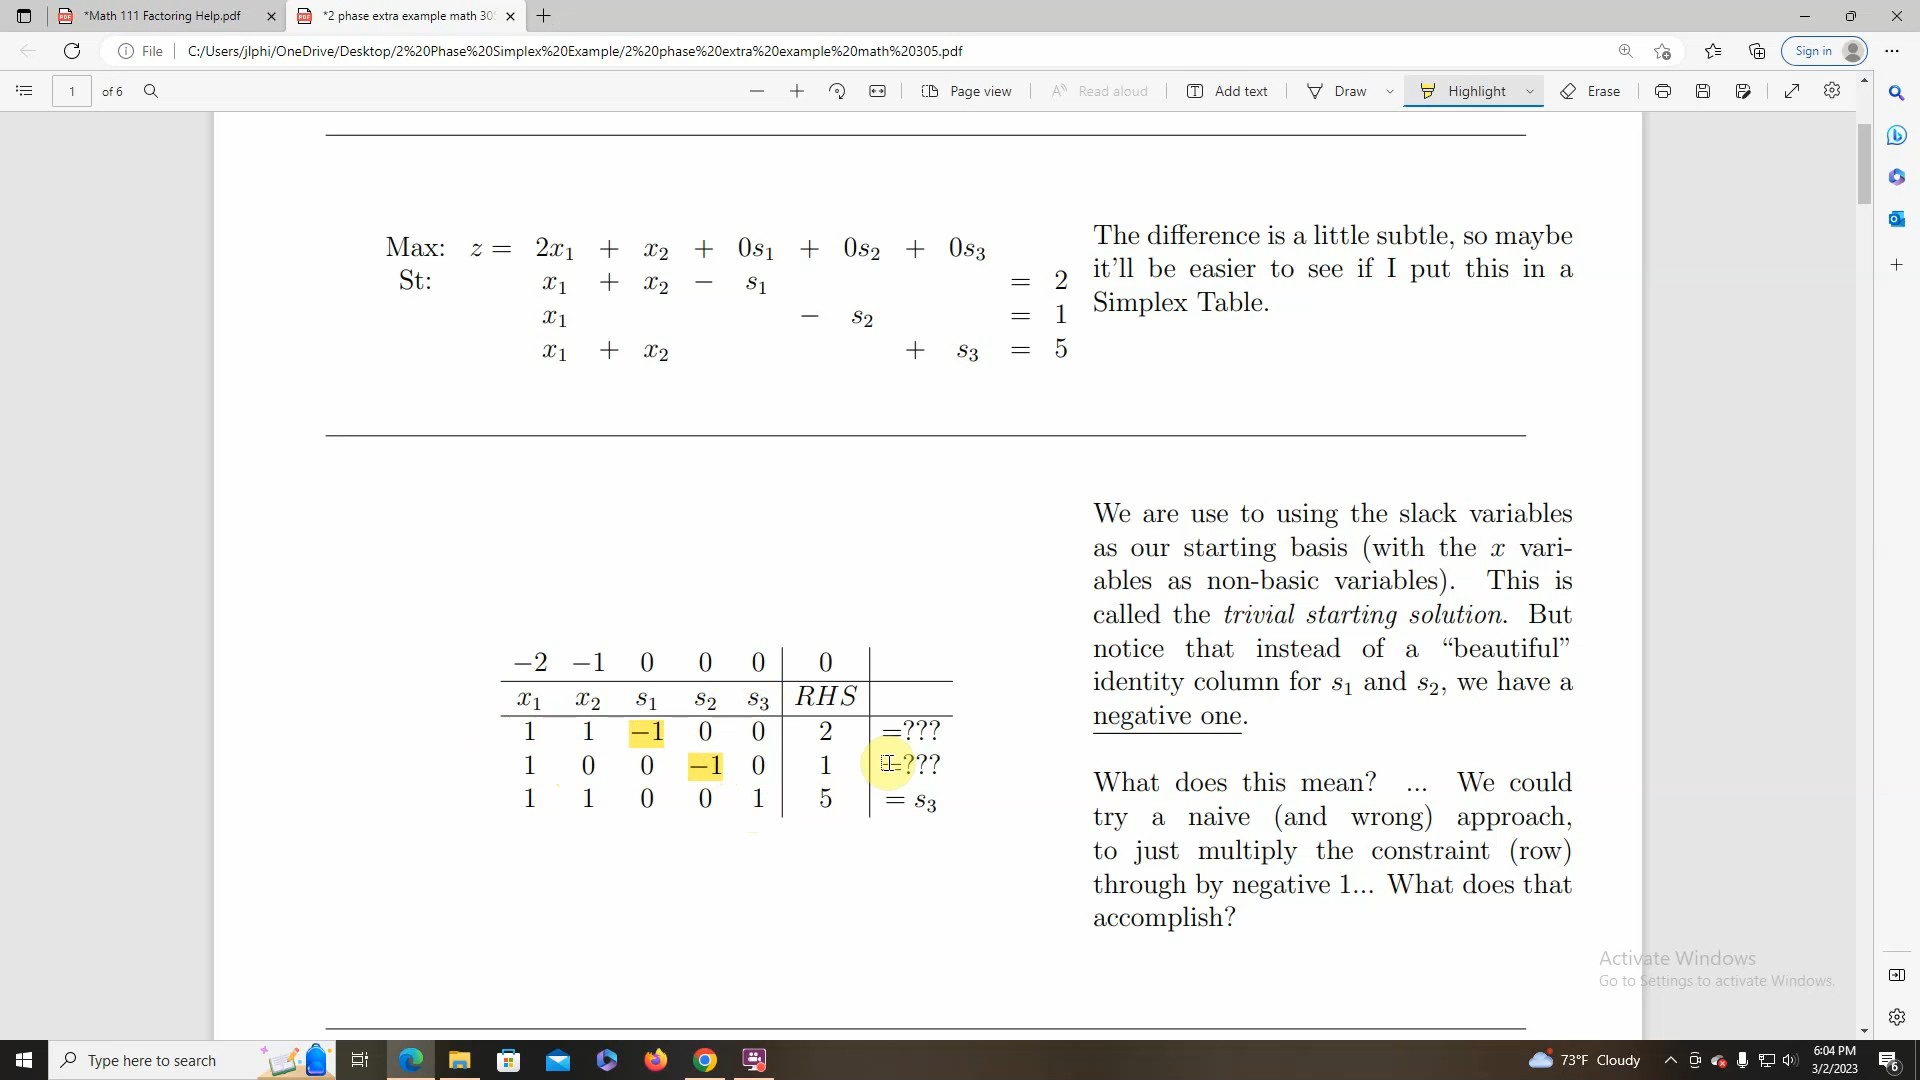 *Math 111 Factoring Help.pdf
*2 phase extra example math 305
File
C:/Users/jlphi/OneDrive/Desktop/2%20Phase%20Simplex%20Example/2%20phase%20extra%20example%20math%20305.pdf
Sign in
1 of 6
Page view
Read aloud
Add text
Draw
Highlight
Erase
Max: z = 2x₁ + x₂ + 0s₁ + 0s₂ + 0s₃
St: x₁ + x₂ − s₁ = 2
x₁ − s₂ = 1
x₁ + x₂ + s₃ = 5
The difference is a little subtle, so maybe
it’ll be easier to see if I put this in a
Simplex Table.
−2 −1 0 0 0 0
x₁ x₂ s₁ s₂ s₃ RHS
1 1 −1 0 0 2 =???
1 0 0 −1 0 1 =???
1 1 0 0 1 5 = s₃
We are use to using the slack variables
as our starting basis (with the x vari-
ables as non-basic variables). This is
called the trivial starting solution. But
notice that instead of a “beautiful”
identity column for s₁ and s₂, we have a
negative one.
What does this mean? ... We could
try a naive (and wrong) approach,
to just multiply the constraint (row)
through by negative 1... What does that
accomplish?
Activate Windows
Go to Settings to activate Windows.
Type here to search
73°F Cloudy
6:04 PM
3/2/2023
6